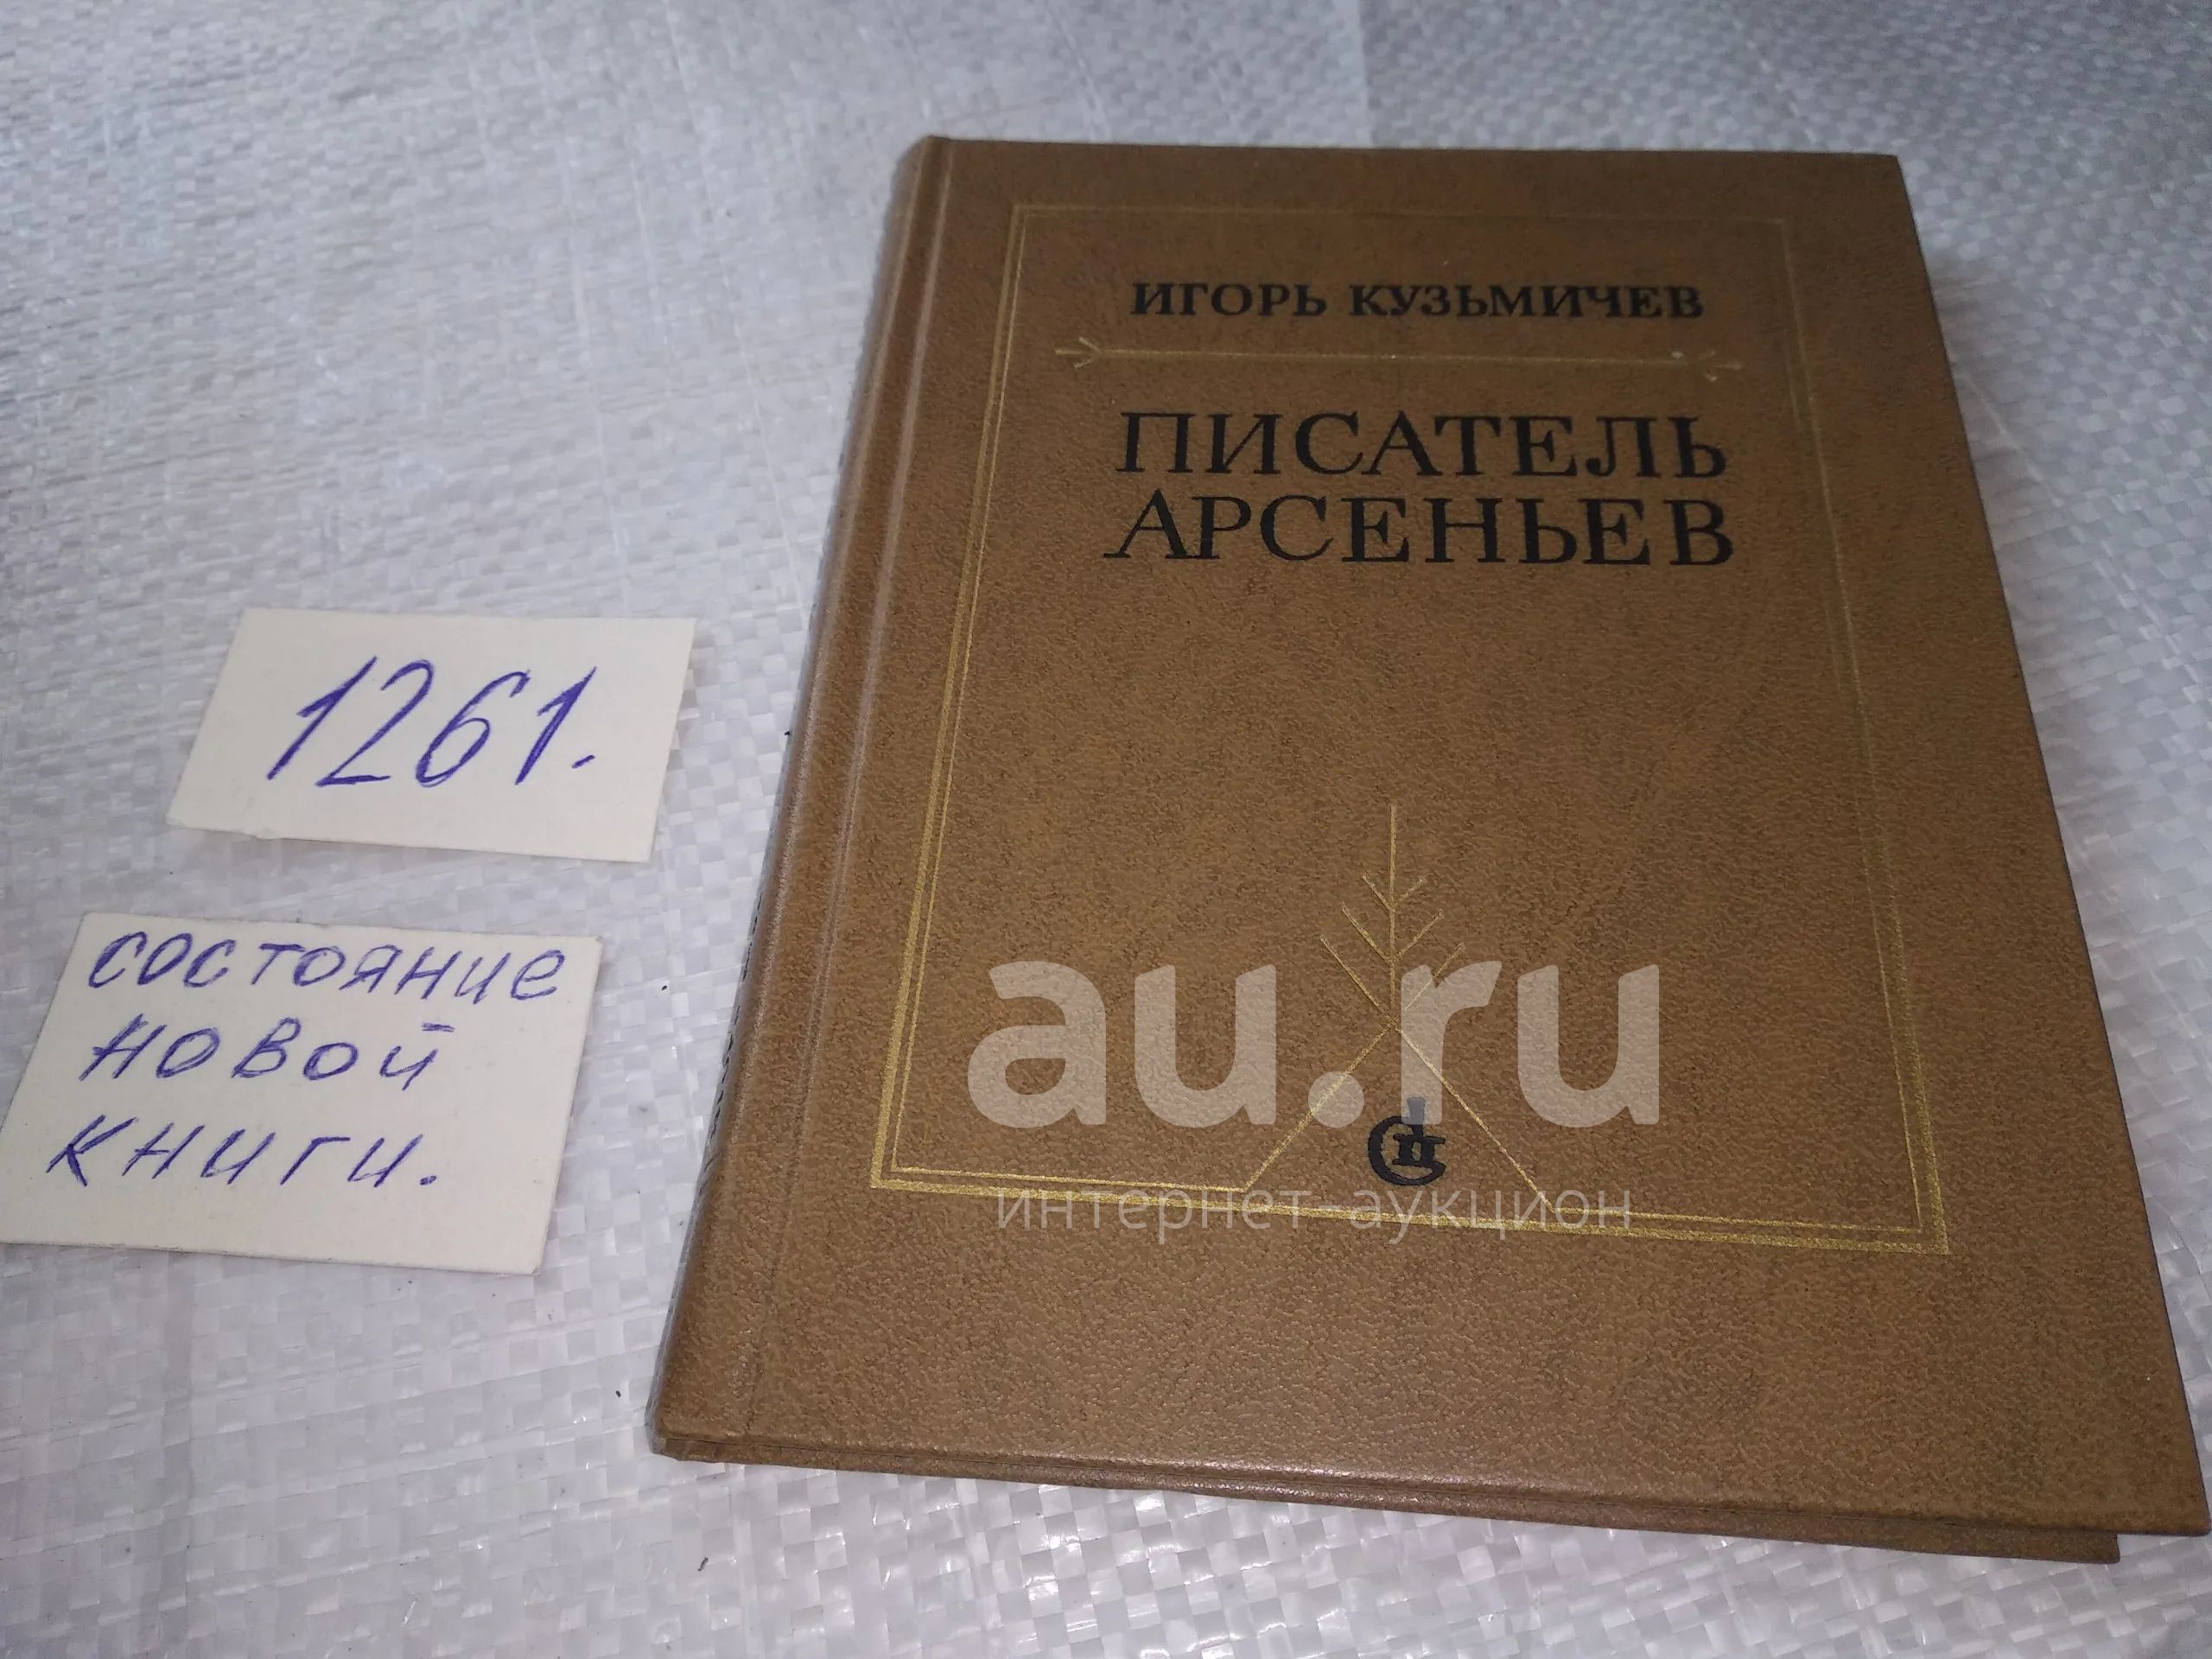 ИГОРЬ КУЗЬМИЧЕВ
ПИСАТЕЛЬ
АРСЕНЬЕВ
1261.
состояние
новой
книги.
au.ru
интернет-аукцион